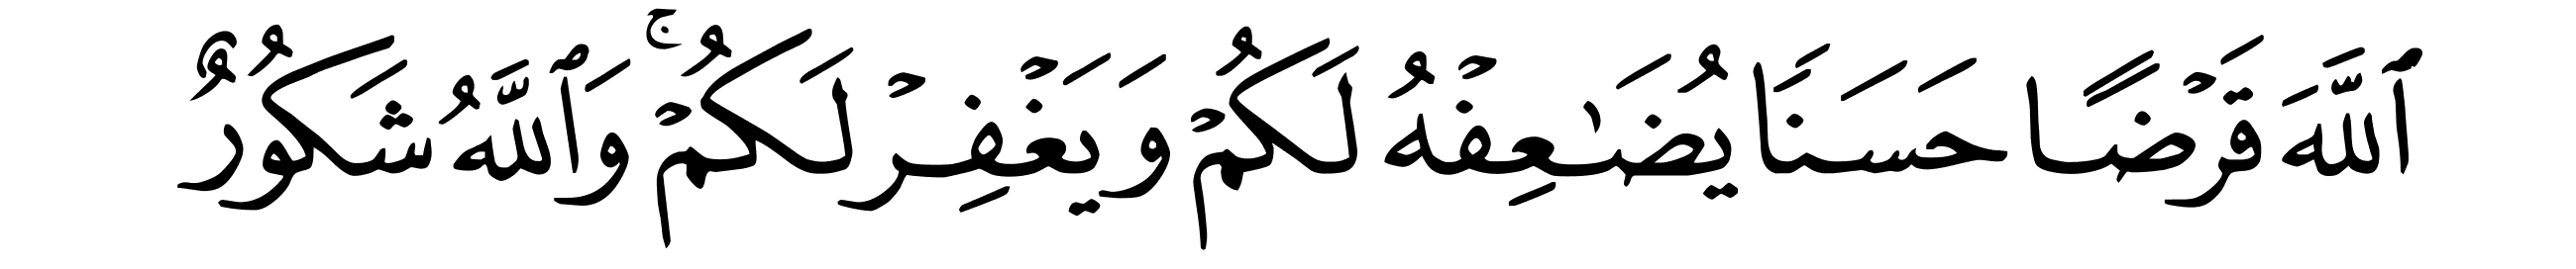 ٱللَّهَ قَرْضًا حَسَنًا يُضَـٰعِفْهُ لَكُمْ وَيَغْفِرْ لَكُمْ ۚ وَٱللَّهُ شَكُورٌ